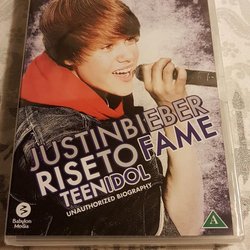 JUSTINBIEBER
RISETO FAME
TEENIDOL
UNAUTHORIZED BIOGRAPHY
Babylon
Media
A